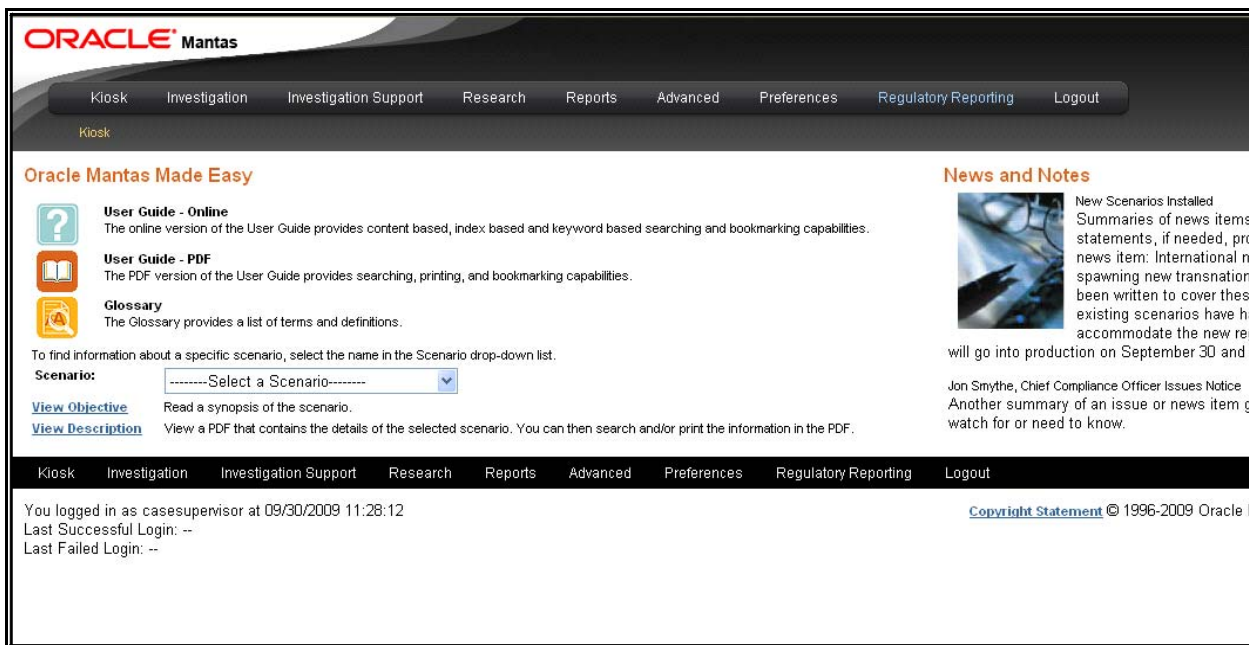 ORACLE Mantas
Kiosk Investigation Investigation Support Research Reports Advanced Preferences Regulatory Reporting Logout
Kiosk
Oracle Mantas Made Easy
User Guide - Online
The online version of the User Guide provides content based, index based and keyword based searching and bookmarking capabilities.
User Guide - PDF
The PDF version of the User Guide provides searching, printing, and bookmarking capabilities.
Glossary
The Glossary provides a list of terms and definitions.
To find information about a specific scenario, select the name in the Scenario drop-down list.
Scenario: --------Select a Scenario--------
View Objective Read a synopsis of the scenario.
View Description View a PDF that contains the details of the selected scenario. You can then search and/or print the information in the PDF.
News and Notes
New Scenarios Installed
Summaries of news items
statements, if needed, pro
news item: International n
spawning new transnation
been written to cover thes
existing scenarios have h
accommodate the new re
will go into production on September 30 and
Jon Smythe, Chief Compliance Officer Issues Notice
Another summary of an issue or news item g
watch for or need to know.
Kiosk Investigation Investigation Support Research Reports Advanced Preferences Regulatory Reporting Logout
You logged in as casesupervisor at 09/30/2009 11:28:12
Last Successful Login: --
Last Failed Login: --
Copyright Statement © 1996-2009 Oracle